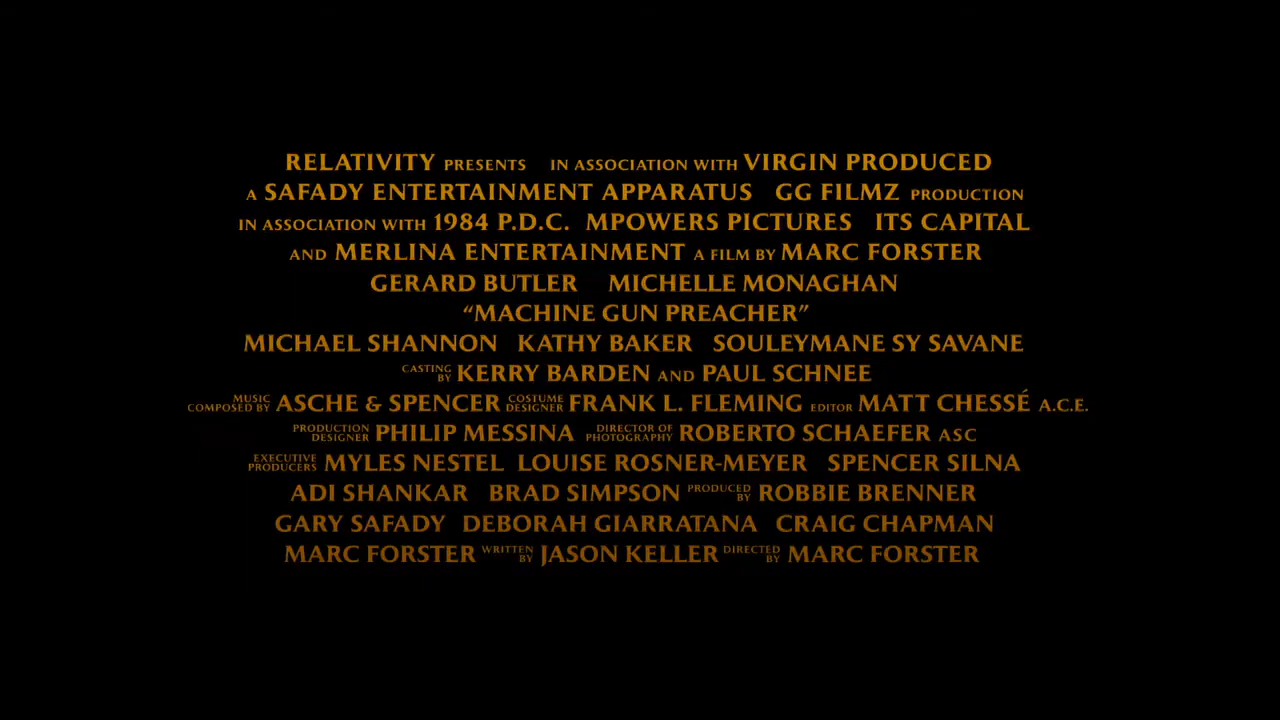 RELATIVITY PRESENTS IN ASSOCIATION WITH VIRGIN PRODUCED
A SAFADY ENTERTAINMENT APPARATUS GG FILMZ PRODUCTION
IN ASSOCIATION WITH 1984 P.D.C. MPOWERS PICTURES ITS CAPITAL
AND MERLINA ENTERTAINMENT A FILM BY MARC FORSTER
GERARD BUTLER MICHELLE MONAGHAN
“MACHINE GUN PREACHER”
MICHAEL SHANNON KATHY BAKER SOULEYMANE SY SAVANE
CASTING BY KERRY BARDEN AND PAUL SCHNEE
MUSIC COMPOSED BY ASCHE & SPENCER COSTUME DESIGNER FRANK L. FLEMING EDITOR MATT CHESSÉ A.C.E.
PRODUCTION DESIGNER PHILIP MESSINA DIRECTOR OF PHOTOGRAPHY ROBERTO SCHAEFER ASC
EXECUTIVE PRODUCERS MYLES NESTEL LOUISE ROSNER-MEYER SPENCER SILNA
ADI SHANKAR BRAD SIMPSON PRODUCED BY ROBBIE BRENNER
GARY SAFADY DEBORAH GIARRATANA CRAIG CHAPMAN
MARC FORSTER WRITTEN BY JASON KELLER DIRECTED BY MARC FORSTER